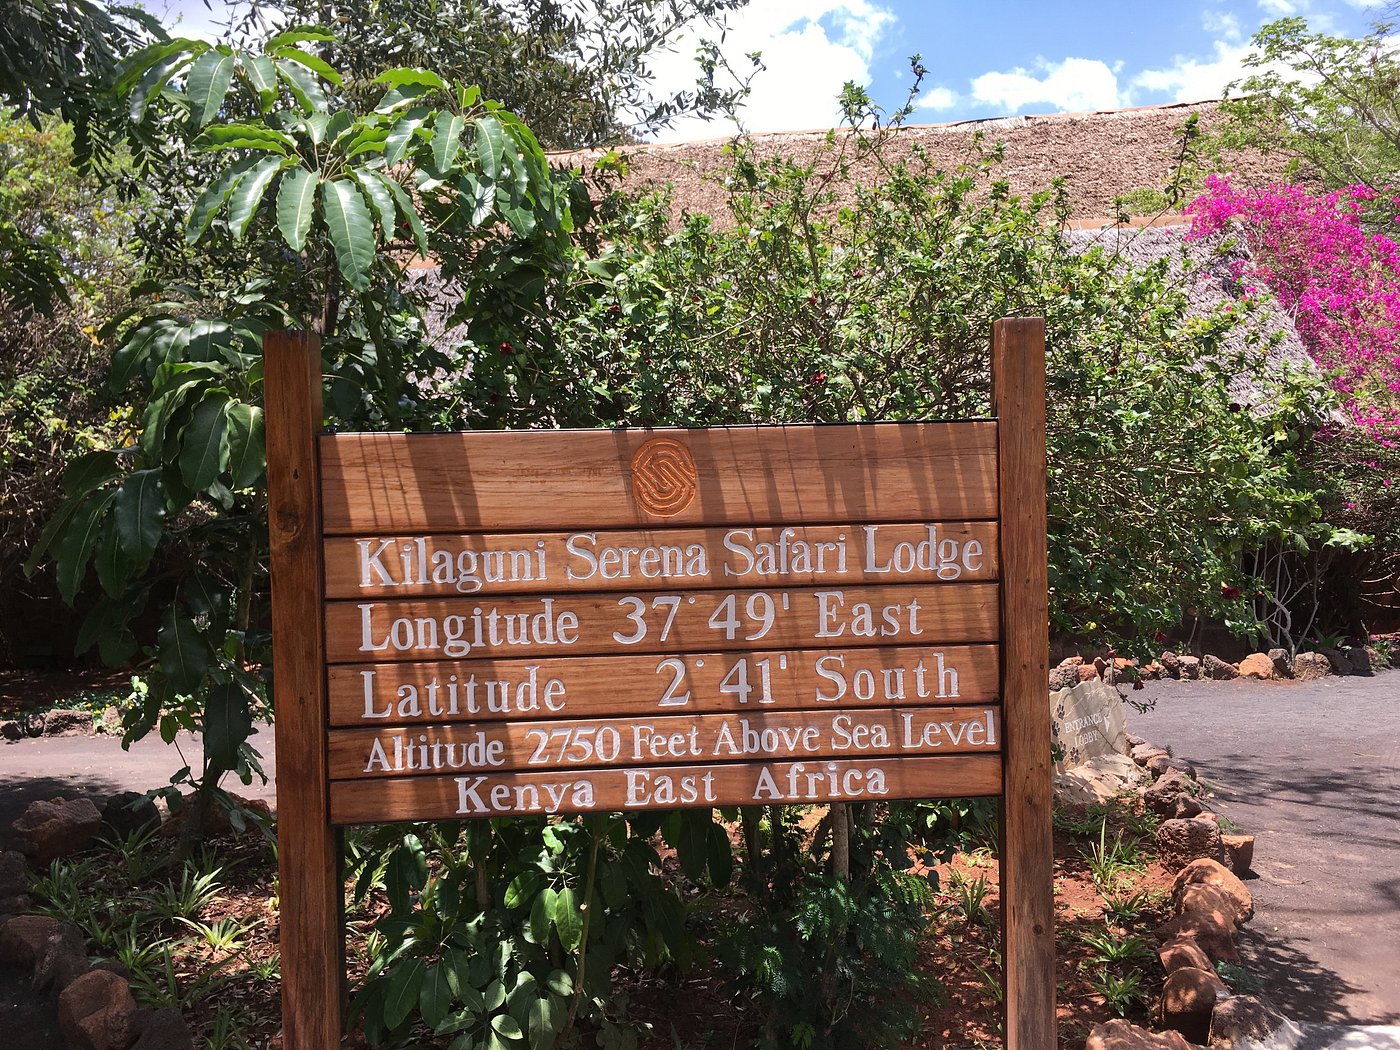 Kilaguni Serena Safari Lodge
Longitude 37° 49' East
Latitude 2° 41' South
Altitude 2750 Feet Above Sea Level
Kenya East Africa
ENTRANCE
LOBBY